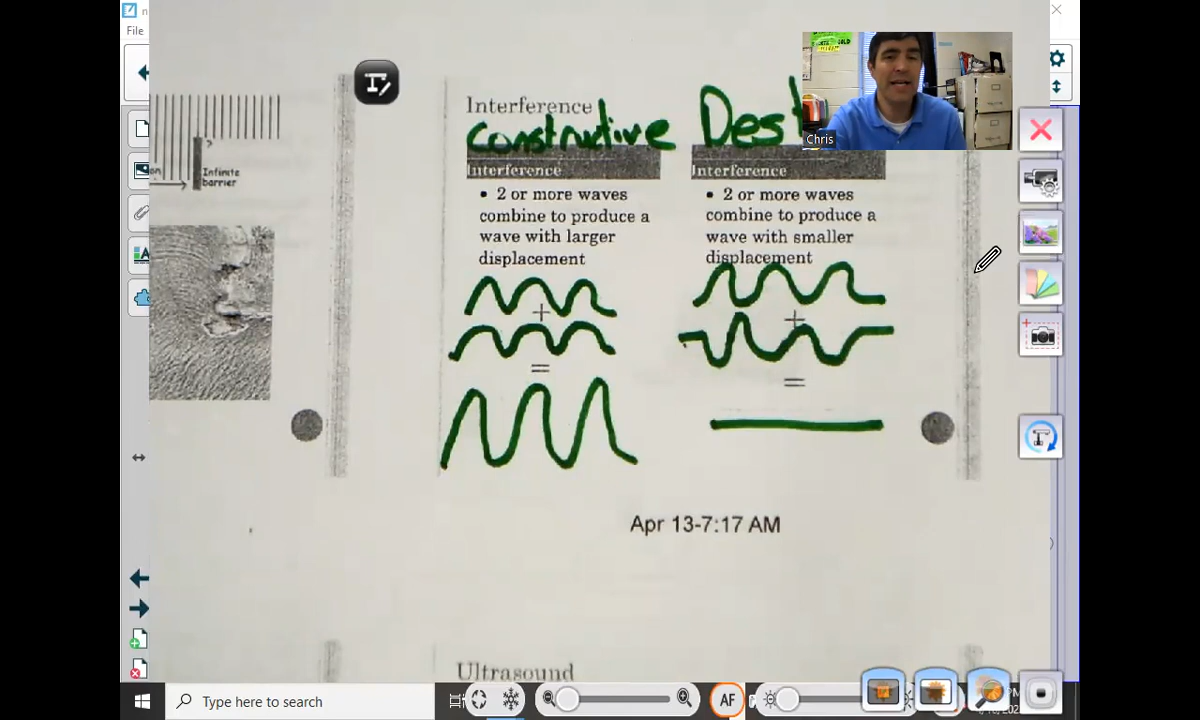 File
Interference
constructive Dest
Chris
Interference Interference
• 2 or more waves
combine to produce a
wave with larger
displacement
• 2 or more waves
combine to produce a
wave with smaller
displacement
?
Infinite
barrier
+
=
+
=
Apr 13-7:17 AM
Ultrasound
Type here to search
AF